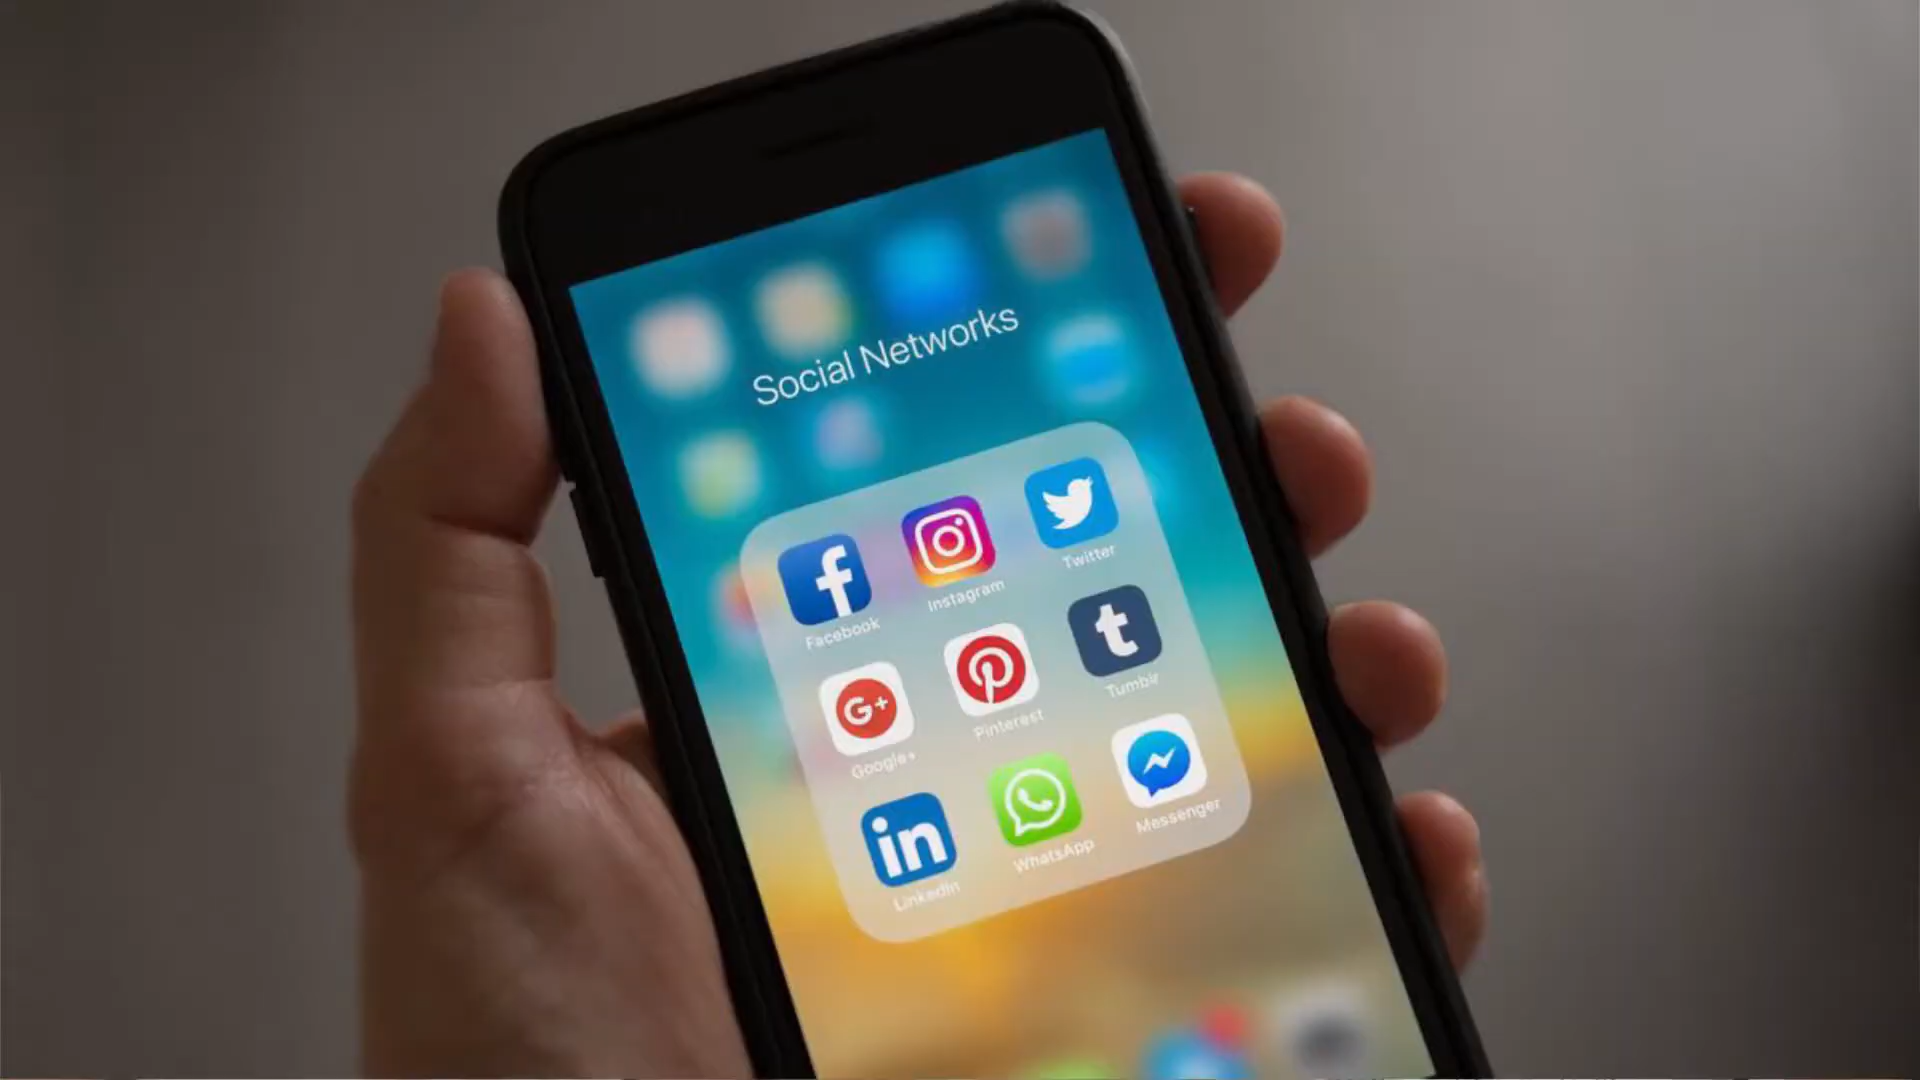 Social Networks
Facebook
Instagram
Twitter
Google+
Pinterest
Tumblr
LinkedIn
WhatsApp
Messenger